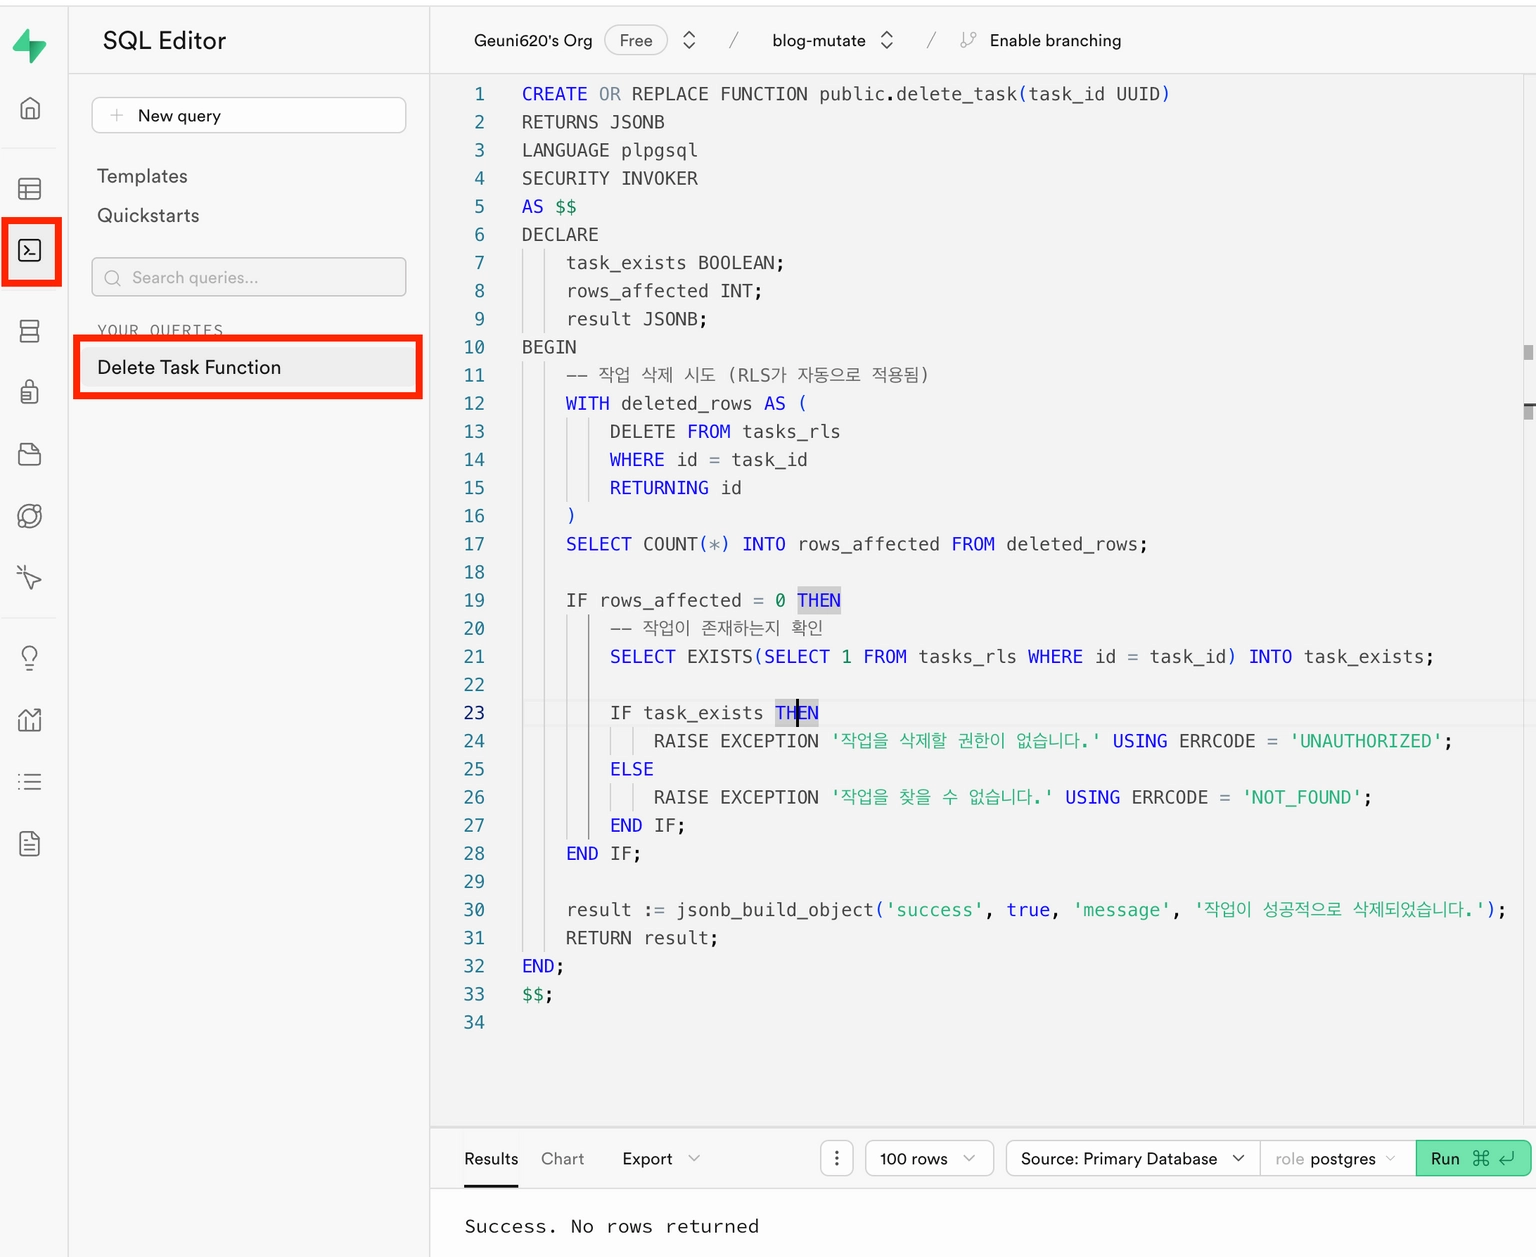 SQL Editor
Geuni620's Org Free / blog-mutate / Enable branching
New query
Templates
Quickstarts
Search queries...
YOUR QUERIES
Delete Task Function
1 CREATE OR REPLACE FUNCTION public.delete_task(task_id UUID)
2 RETURNS JSONB
3 LANGUAGE plpgsql
4 SECURITY INVOKER
5 AS $$
6 DECLARE
7 task_exists BOOLEAN;
8 rows_affected INT;
9 result JSONB;
10 BEGIN
11 -- 작업 삭제 시도 (RLS가 자동으로 적용됨)
12 WITH deleted_rows AS (
13 DELETE FROM tasks_rls
14 WHERE id = task_id
15 RETURNING id
16 )
17 SELECT COUNT(*) INTO rows_affected FROM deleted_rows;
18
19 IF rows_affected = 0 THEN
20 -- 작업이 존재하는지 확인
21 SELECT EXISTS(SELECT 1 FROM tasks_rls WHERE id = task_id) INTO task_exists;
22
23 IF task_exists THEN
24 RAISE EXCEPTION '작업을 삭제할 권한이 없습니다.' USING ERRCODE = 'UNAUTHORIZED';
25 ELSE
26 RAISE EXCEPTION '작업을 찾을 수 없습니다.' USING ERRCODE = 'NOT_FOUND';
27 END IF;
28 END IF;
29
30 result := jsonb_build_object('success', true, 'message', '작업이 성공적으로 삭제되었습니다.');
31 RETURN result;
32 END;
33 $$;
34
Results Chart Export 100 rows Source: Primary Database role postgres Run ⌘ ↵
Success. No rows returned